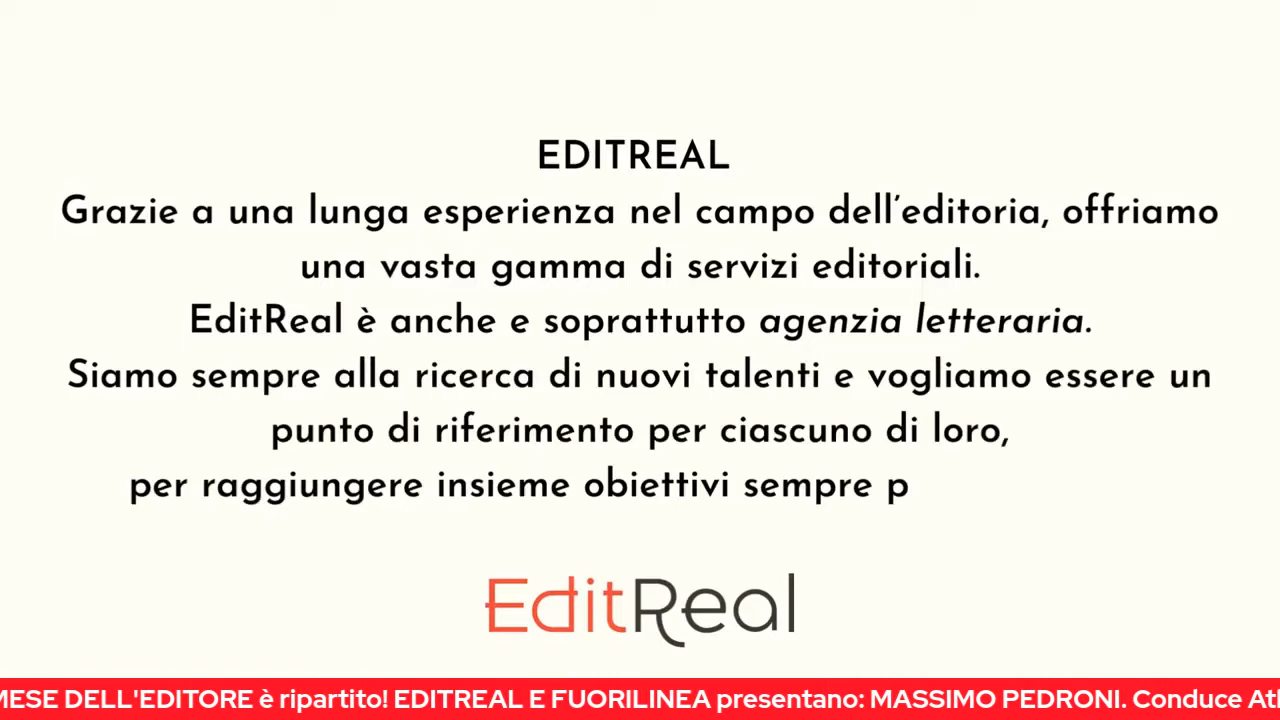 EDITREAL
Grazie a una lunga esperienza nel campo dell'editoria, offriamo
una vasta gamma di servizi editoriali.
EditReal è anche e soprattutto agenzia letteraria.
Siamo sempre alla ricerca di nuovi talenti e vogliamo essere un
punto di riferimento per ciascuno di loro,
per raggiungere insieme obiettivi sempre p
EditReal
MESE DELL'EDITORE è ripartito! EDITREAL E FUORILINEA presentano: MASSIMO PEDRONI. Conduce